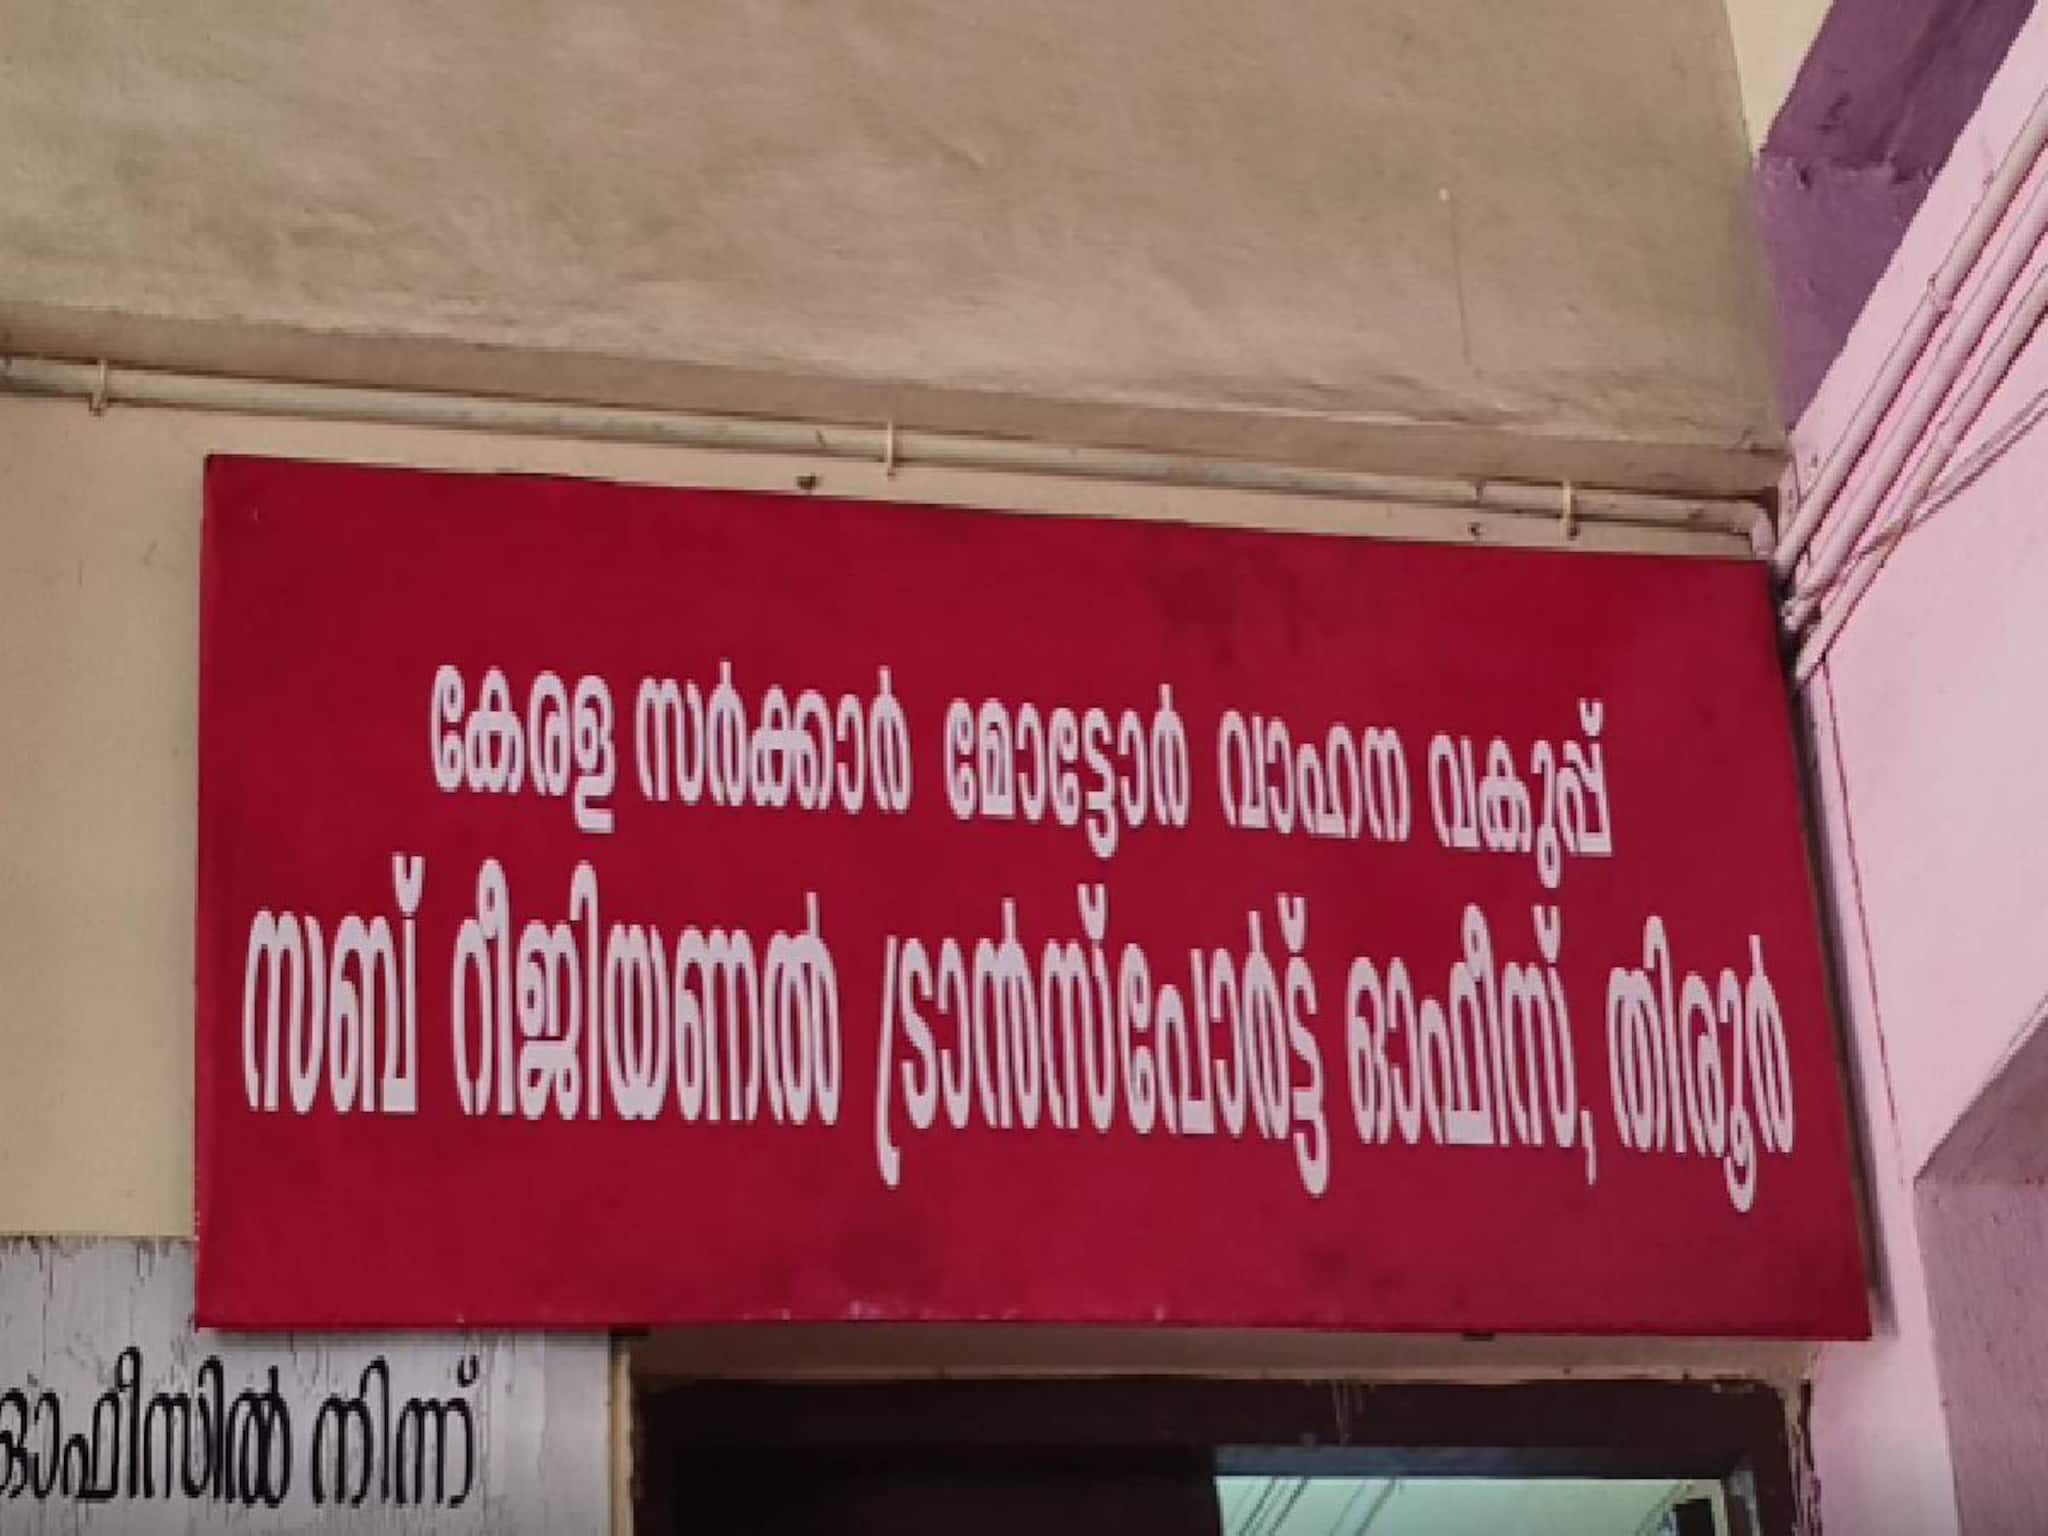 കേരള സർക്കാർ മോട്ടോർ വാഹന വകുപ്പ്
സബ് റീജിയണൽ ട്രാൻസ്പോർട്ട് ഓഫീസ്, തിരൂർ
ഓഫീസിൽ നിന്ന്